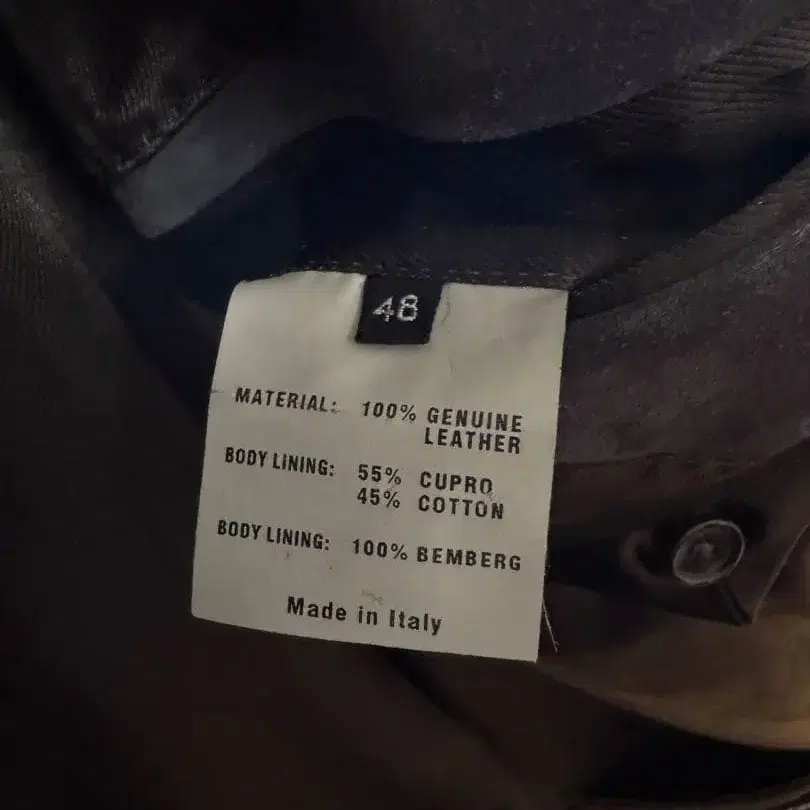 48
MATERIAL: 100% GENUINE
LEATHER
BODY LINING: 55% CUPRO
45% COTTON
BODY LINING: 100% BEMBERG
Made in Italy